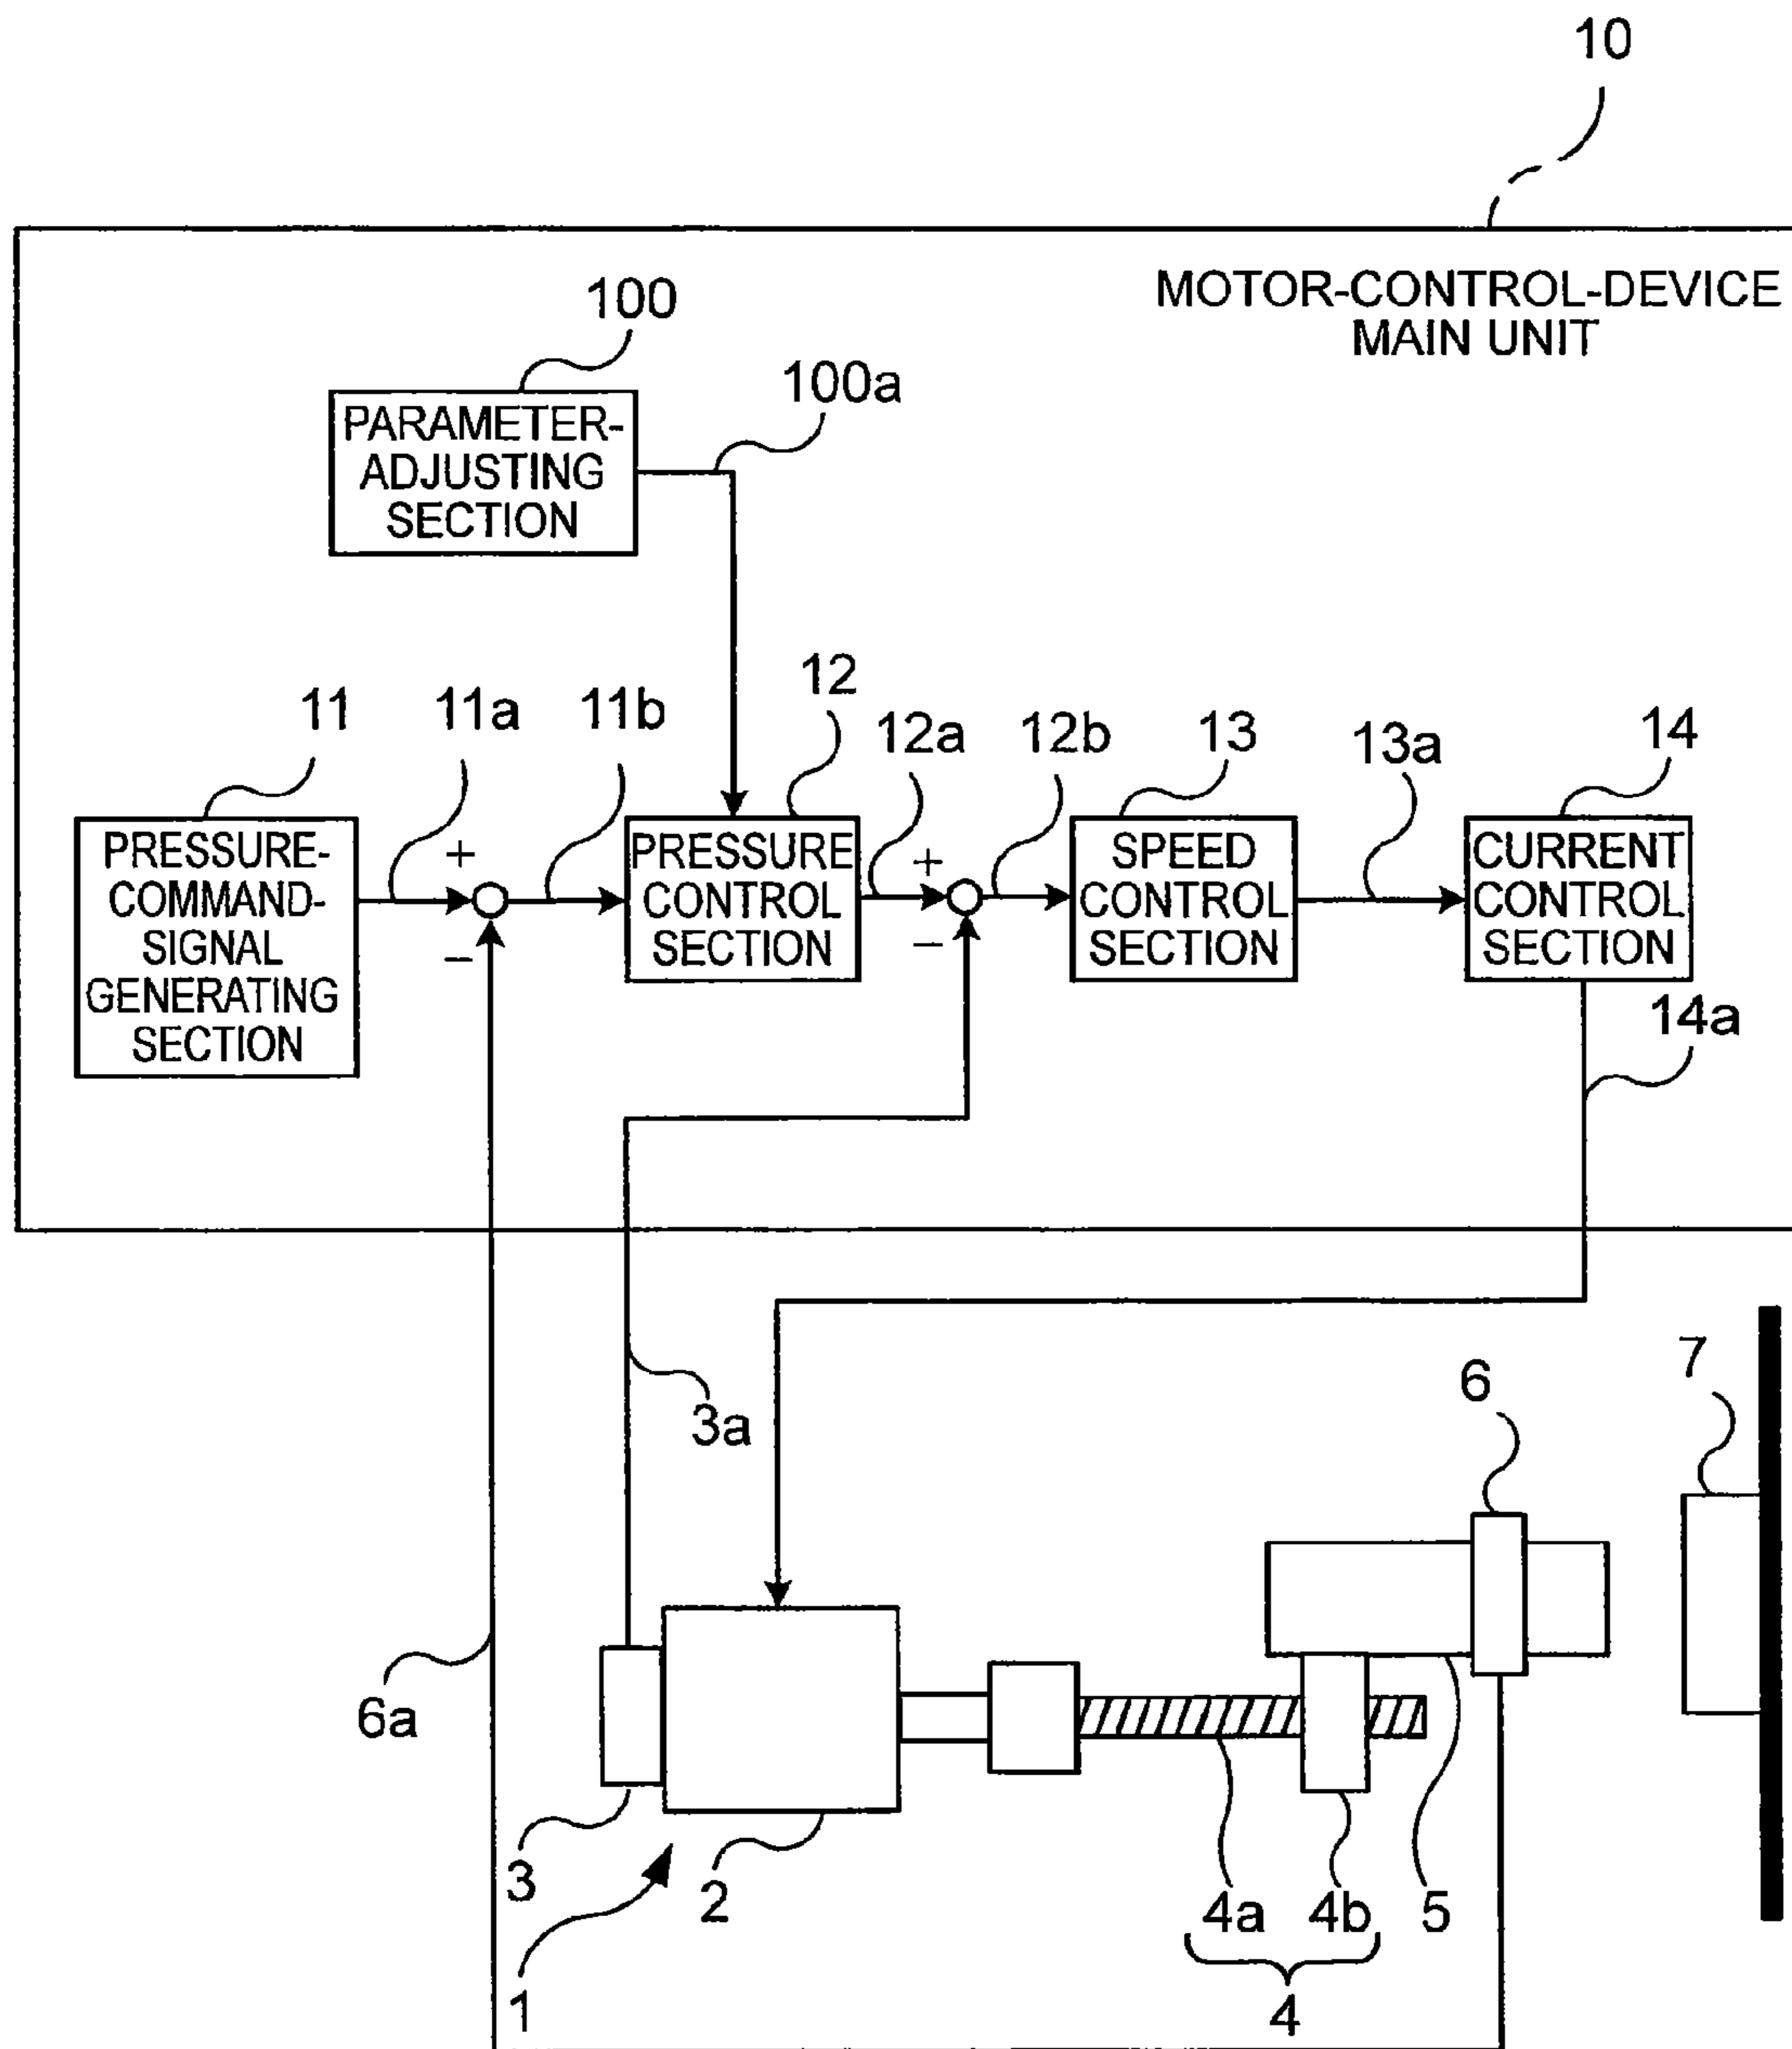 10
MOTOR-CONTROL-DEVICE
MAIN UNIT
100
100a
PARAMETER-
ADJUSTING
SECTION
11
11a
11b
12
12a
12b
13
13a
14
PRESSURE-
COMMAND-
SIGNAL
GENERATING
SECTION
+
−
PRESSURE
CONTROL
SECTION
+
−
SPEED
CONTROL
SECTION
CURRENT
CONTROL
SECTION
14a
3a
6
7
6a
3
2
4a
4b
5
1
4